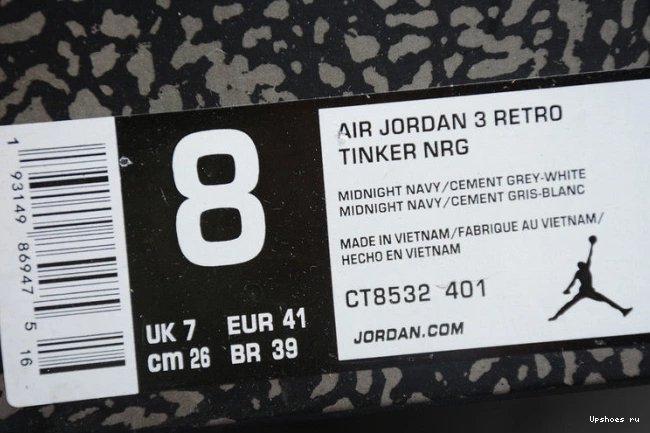 1 93149 86947 5 16
8
UK 7 EUR 41
cm 26 BR 39
AIR JORDAN 3 RETRO
TINKER NRG
MIDNIGHT NAVY/CEMENT GREY-WHITE
MIDNIGHT NAVY/CEMENT GRIS-BLANC
MADE IN VIETNAM/FABRIQUE AU VIETNAM/
HECHO EN VIETNAM
CT8532 401
JORDAN.COM
Upshoes ru